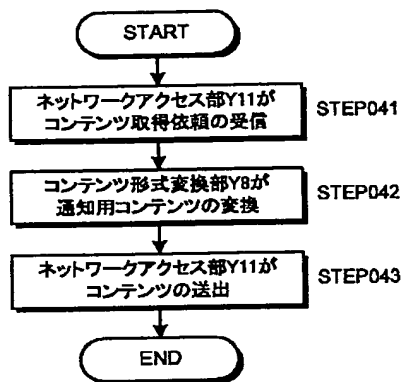 START
ネットワークアクセス部Y11が
コンテンツ取得依頼の受信
STEP041
コンテンツ形式変換部Y8が
通知用コンテンツの変換
STEP042
ネットワークアクセス部Y11が
コンテンツの送出
STEP043
END